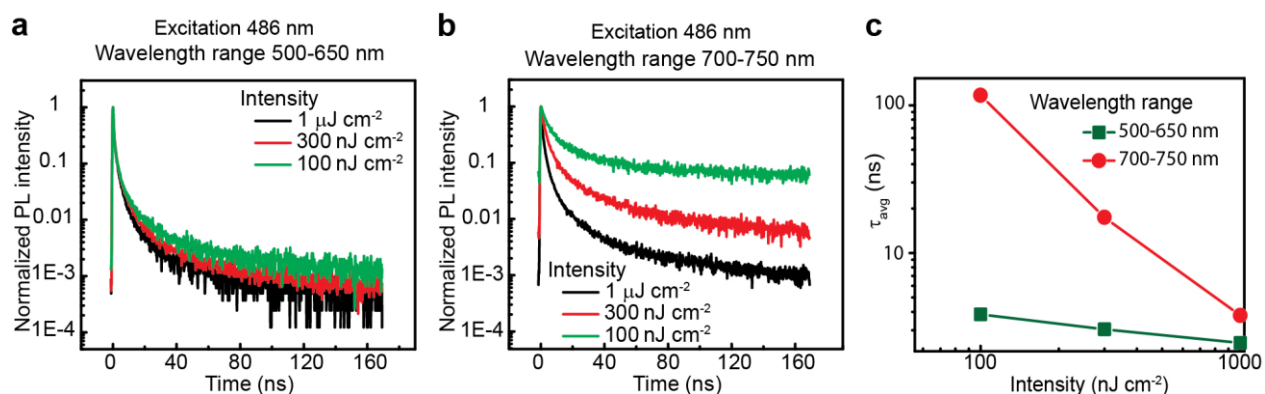 a
Excitation 486 nm
Wavelength range 500-650 nm
Normalized PL intensity
1
0.1
0.01
1E-3
1E-4
Intensity
1 μJ cm-2
300 nJ cm-2
100 nJ cm-2
0 40 80 120 160 200
Time (ns)
b
Excitation 486 nm
Wavelength range 700-750 nm
Normalized PL intensity
1
0.1
0.01
1E-3
1E-4
Intensity
1 μJ cm-2
300 nJ cm-2
100 nJ cm-2
0 40 80 120 160 200
Time (ns)
c
τavg (ns)
100
10
Wavelength range
500-650 nm
700-750 nm
100 1000
Intensity (nJ cm-2)